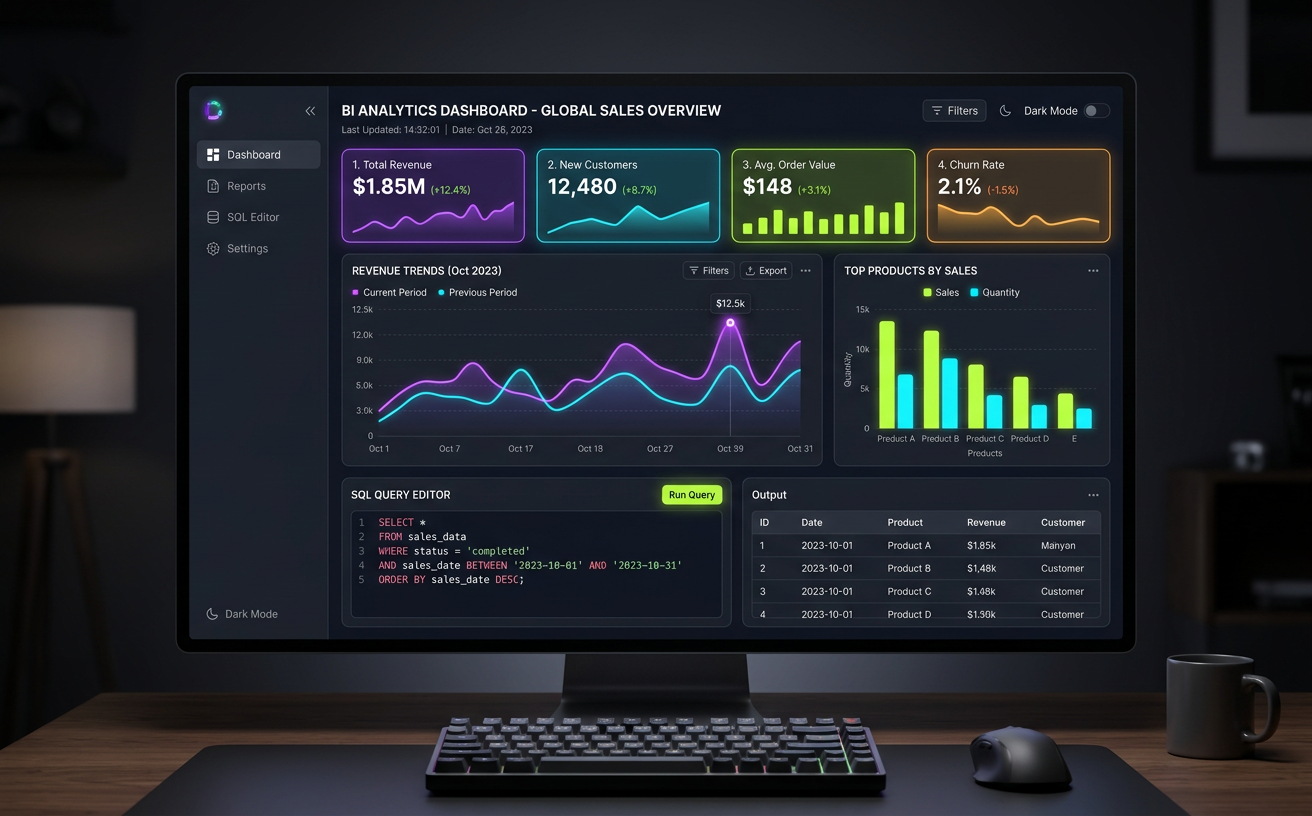 BI ANALYTICS DASHBOARD - GLOBAL SALES OVERVIEW
Last Updated: 14:32:01 | Date: Gct 26, 2023
Filters
Dark Mode
Dashboard
Reports
SQL Editor
Settings
Dark Mode
1. Total Revenue
$1.85M (+12.4%)
2. New Customers
12,480 (+8.7%)
3. Avg. Order Value
$148 (+3.1%)
4. Churn Rate
2.1% (-1.5%)
REVENUE TRENDS (Oct 2023)
Filters
Export
Current Period
Previous Period
$12.5k
12.5k
12.0k
9.0k
5.0k
3.0k
0
Oct 1 Oct 7 Oct 17 Oct 18 Oct 27 Oct 39 Oct 31
TOP PRODUCTS BY SALES
Sales
Quantity
15k
10k
5k
0
Quantity
Preduct A Preduct B Preduct C Preduct D E
Products
SQL QUERY EDITOR
Run Query
1 SELECT *
2 FROM sales_data
3 WHERE status = 'completed'
4 AND sales_date BETWEEN '2023-10-01' AND '2023-10-31'
5 ORDER BY sales_date DESC;
Output
ID Date Product Revenue Customer
1 2023-10-01 Product A $1,85k Manyan
2 2023-10-01 Product B $1,48k Customer
3 2023-10-01 Product C $1.48k Customer
4 2023-10-01 Product D $1.30k Customer